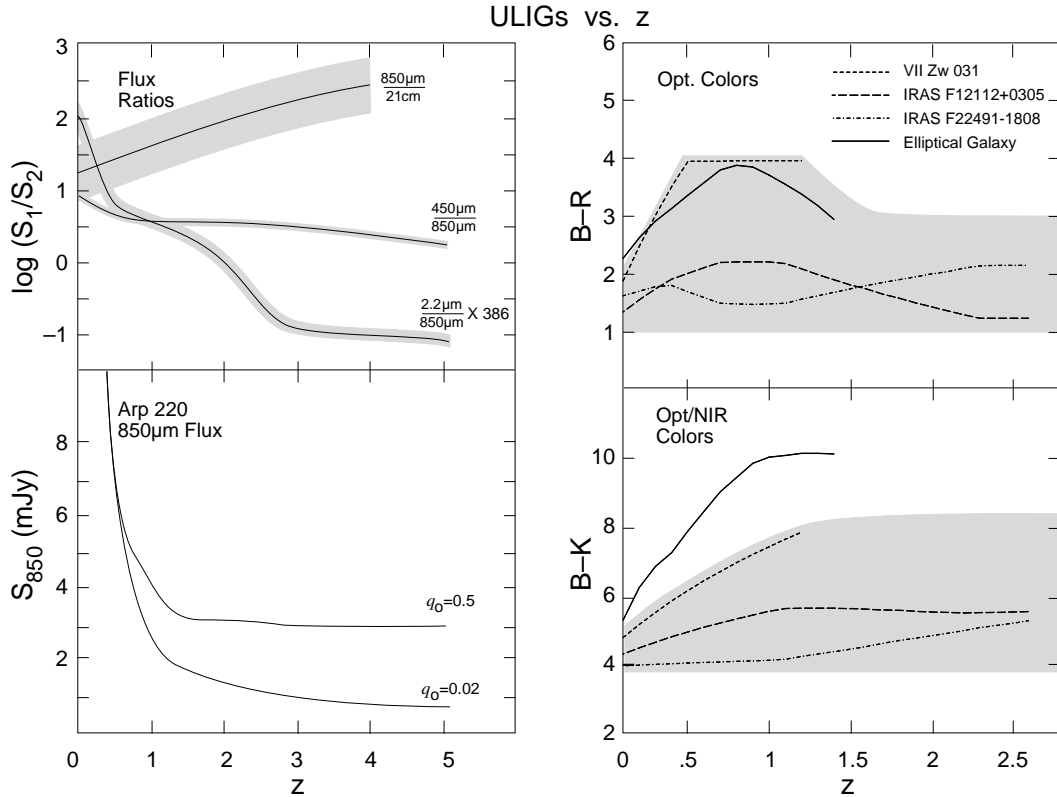 ULIGs vs. z
3
2
1
0
−1
log (S1/S2)
Flux
Ratios
850µm
21cm
450µm
850µm
2.2µm
850µm X 386
8
6
4
2
S850 (mJy)
Arp 220
850µm Flux
qo=0.5
qo=0.02
0 1 2 3 4 5
z
6
5
4
3
2
1
B–R
Opt. Colors
VII Zw 031
IRAS F12112+0305
IRAS F22491-1808
Elliptical Galaxy
10
8
6
4
2
B–K
Opt/NIR
Colors
0 .5 1 1.5 2 2.5
z